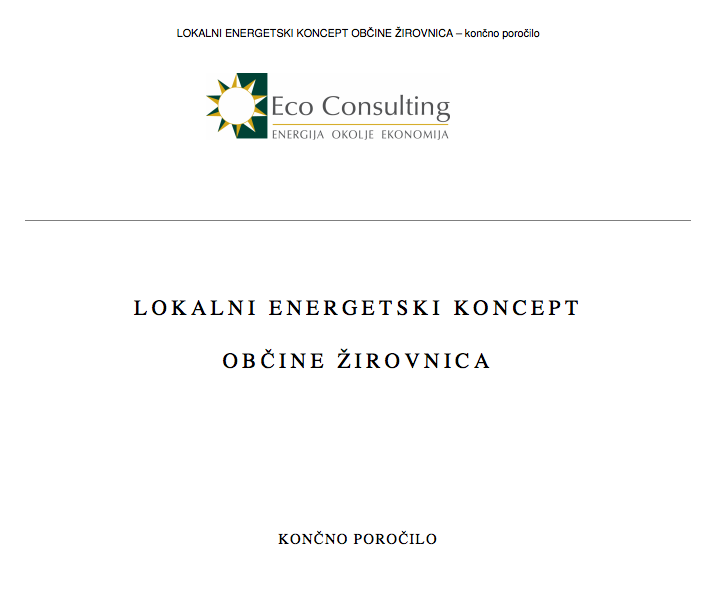 LOKALNI ENERGETSKI KONCEPT OBČINE ŽIROVNICA – končno poročilo
Eco Consulting
ENERGIJA OKOLJE EKONOMIJA
LOKALNI ENERGETSKI KONCEPT
OBČINE ŽIROVNICA
KONČNO POROČILO